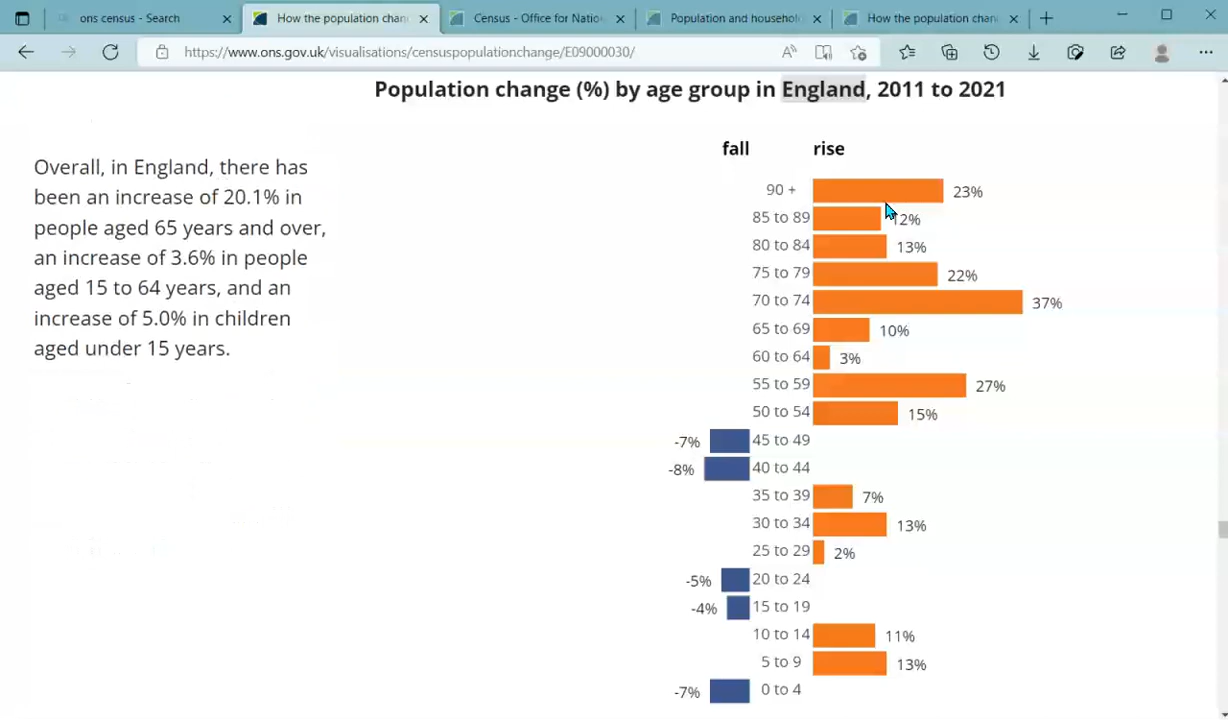 ons census - Search
How the population chan
Census - Office for Natio
Population and househol
How the population chan
https://www.ons.gov.uk/visualisations/censuspopulationchange/E09000030/
Population change (%) by age group in England, 2011 to 2021
fall rise
Overall, in England, there has
been an increase of 20.1% in
people aged 65 years and over,
an increase of 3.6% in people
aged 15 to 64 years, and an
increase of 5.0% in children
aged under 15 years.
90 + 23%
85 to 89 12%
80 to 84 13%
75 to 79 22%
70 to 74 37%
65 to 69 10%
60 to 64 3%
55 to 59 27%
50 to 54 15%
-7% 45 to 49
-8% 40 to 44
35 to 39 7%
30 to 34 13%
25 to 29 2%
-5% 20 to 24
-4% 15 to 19
10 to 14 11%
5 to 9 13%
-7% 0 to 4